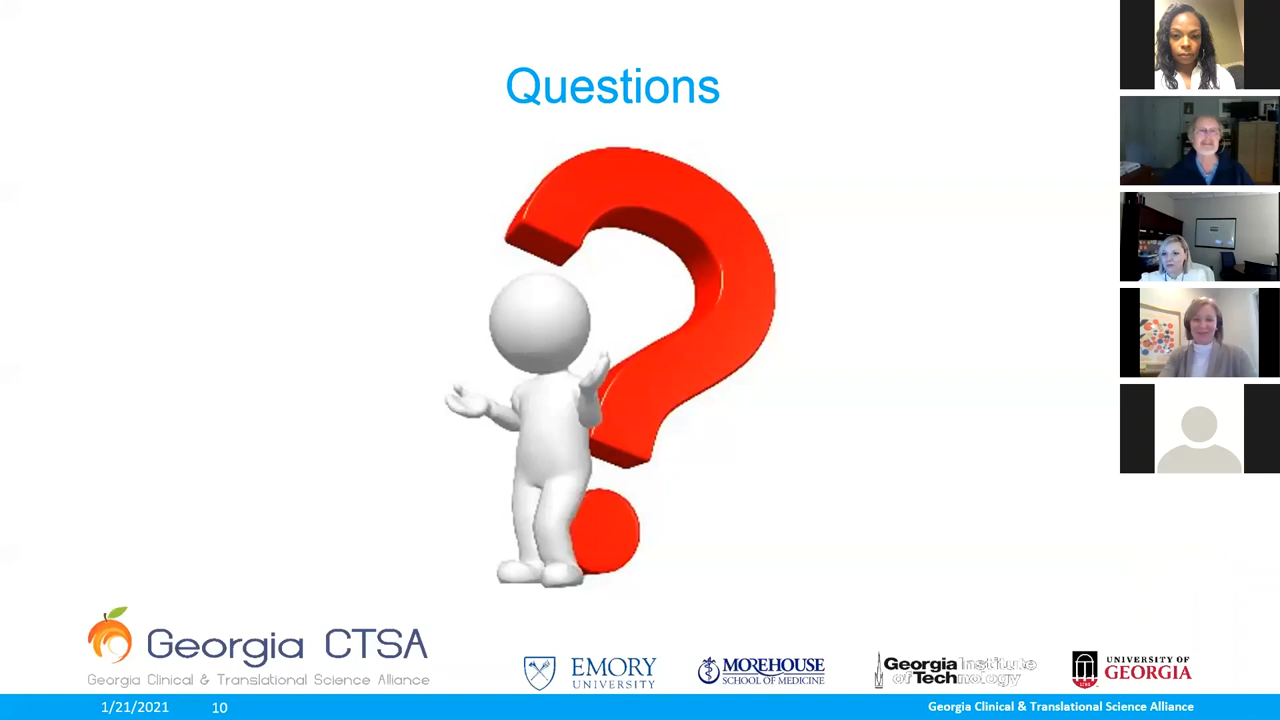 Questions
Georgia CTSA
Georgia Clinical & Translational Science Alliance
EMORY
UNIVERSITY
MOREHOUSE
SCHOOL OF MEDICINE
Georgia Institute
of Technology
UNIVERSITY OF
GEORGIA
1/21/2021
10
Georgia Clinical & Translational Science Alliance